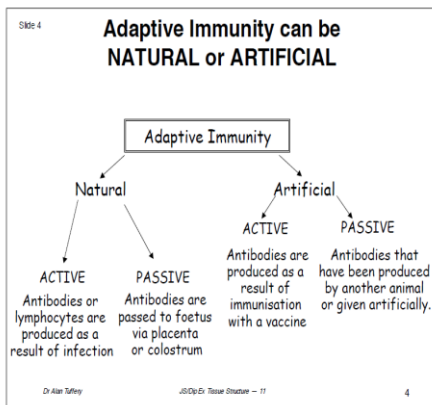 Slide 4
Adaptive Immunity can be
NATURAL or ARTIFICIAL
Adaptive Immunity
Natural
Artificial
ACTIVE
Antibodies or
lymphocytes are
produced as a
result of infection
PASSIVE
Antibodies are
passed to foetus
via placenta
or colostrum
ACTIVE
Antibodies are
produced as a
result of
immunisation
with a vaccine
PASSIVE
Antibodies that
have been produced
by another animal
or given artificially.
Dr Alan Tuffery
JS/Dip Ex. Tissue Structure — 11
4